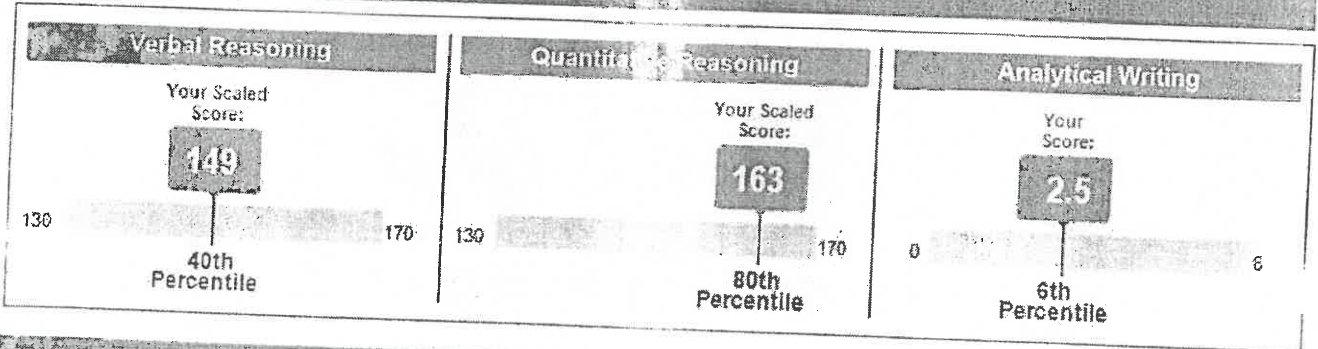 Verbal Reasoning
Your Scaled
Score:
149
130
170
40th
Percentile
Quantitative Reasoning
Your Scaled
Score:
163
130
170
80th
Percentile
Analytical Writing
Your
Score:
2.5
0
6
6th
Percentile